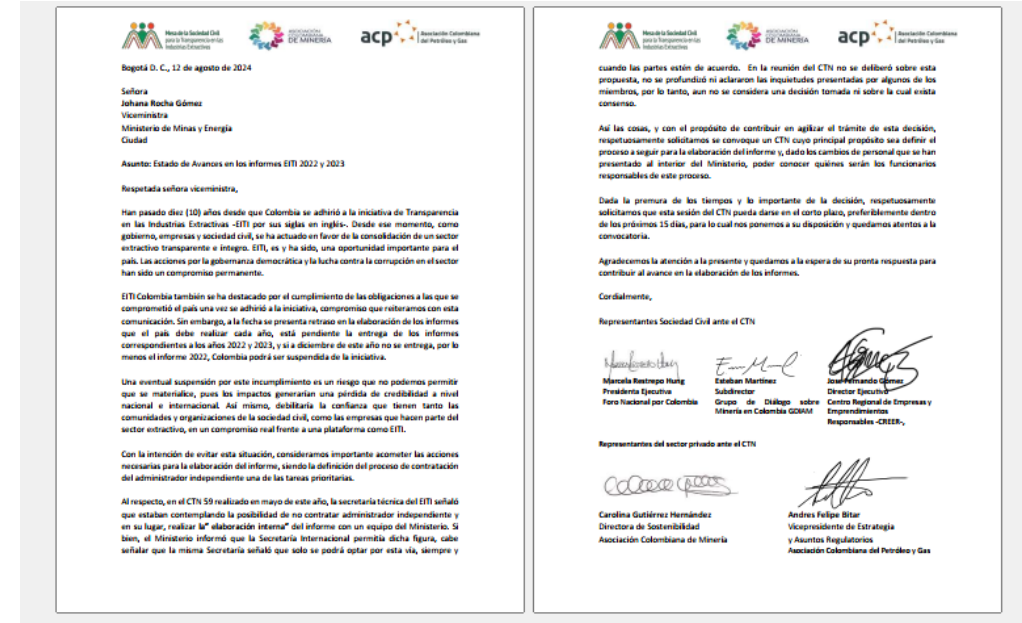 Mesa de la Sociedad Civil
para la Transparencia en las
Industrias Extractivas
ASOCIACIÓN
COLOMBIANA
DE MINERÍA
acp
Asociación Colombiana
del Petróleo y Gas
Bogotá D. C., 12 de agosto de 2024
Señora
Johana Rocha Gómez
Viceministra
Ministerio de Minas y Energía
Ciudad
Asunto: Estado de Avances en los informes EITI 2022 y 2023
Respetada señora viceministra,
Han pasado diez (10) años desde que Colombia se adhirió a la iniciativa de Transparencia
en las Industrias Extractivas -EITI por sus siglas en inglés-. Desde ese momento, como
gobierno, empresas y sociedad civil, se ha actuado en favor de la consolidación de un sector
extractivo transparente e íntegro. EITI, es y ha sido, una oportunidad importante para el
país. Las acciones por la gobernanza democrática y la lucha contra la corrupción en el sector
han sido un compromiso permanente.
EITI Colombia también se ha destacado por el cumplimiento de las obligaciones a las que se
comprometió el país una vez se adhirió a la iniciativa, compromiso que reiteramos con esta
comunicación. Sin embargo, a la fecha se presenta retraso en la elaboración de los informes
que el país debe realizar cada año, está pendiente la entrega de los informes
correspondientes a los años 2022 y 2023, y si a diciembre de este año no se entrega, por lo
menos el informe 2022, Colombia podrá ser suspendida de la iniciativa.
Una eventual suspensión por este incumplimiento es un riesgo que no podemos permitir
que se materialice, pues los impactos generarían una pérdida de credibilidad a nivel
nacional e internacional. Así mismo, debilitaría la confianza que tienen tanto las
comunidades y organizaciones de la sociedad civil, como las empresas que hacen parte del
sector extractivo, en un compromiso real frente a una plataforma como EITI.
Con la intención de evitar esta situación, consideramos importante acometer las acciones
necesarias para la elaboración del informe, siendo la definición del proceso de contratación
del administrador independiente una de las tareas prioritarias.
Al respecto, en el CTN 59 realizado en mayo de este año, la secretaría técnica del EITI señaló
que estaban contemplando la posibilidad de no contratar administrador independiente y
en su lugar, realizar la" elaboración interna" del informe con un equipo del Ministerio. Si
bien, el Ministerio informó que la Secretaría Internacional permitía dicha figura, cabe
señalar que la misma Secretaría señaló que solo se podrá optar por esta vía, siempre y
Mesa de la Sociedad Civil
para la Transparencia en las
Industrias Extractivas
ASOCIACIÓN
COLOMBIANA
DE MINERÍA
acp
Asociación Colombiana
del Petróleo y Gas
cuando las partes estén de acuerdo. En la reunión del CTN no se deliberó sobre esta
propuesta, no se profundizó ni aclararon las inquietudes presentadas por algunos de los
miembros, por lo tanto, aun no se considera una decisión tomada ni sobre la cual exista
consenso.
Así las cosas, y con el propósito de contribuir en agilizar el trámite de esta decisión,
respetuosamente solicitamos se convoque un CTN cuyo principal propósito sea definir el
proceso a seguir para la elaboración del informe y, dado los cambios de personal que se han
presentado al interior del Ministerio, poder conocer quiénes serán los funcionarios
responsables de este proceso.
Dada la premura de los tiempos y lo importante de la decisión, respetuosamente
solicitamos que esta sesión del CTN pueda darse en el corto plazo, preferiblemente dentro
de los próximos 15 días, para lo cual nos ponemos a su disposición y quedamos atentos a la
convocatoria.
Agradecemos la atención a la presente y quedamos a la espera de su pronta respuesta para
contribuir al avance en la elaboración de los informes.
Cordialmente,
Representantes Sociedad Civil ante el CTN
Marcela Restrepo Hung
Presidenta Ejecutiva
Foro Nacional por Colombia
Esteban Martínez
Subdirector
Grupo de Diálogo sobre
Minería en Colombia GDIAM
José Fernando Gómez
Director Ejecutivo
Centro Regional de Empresas y
Emprendimientos
Responsables -CREER-,
Representantes del sector privado ante el CTN
Carolina Gutiérrez Hernández
Directora de Sostenibilidad
Asociación Colombiana de Minería
Andres Felipe Bitar
Vicepresidente de Estrategia
y Asuntos Regulatorios
Asociación Colombiana del Petróleo y Gas